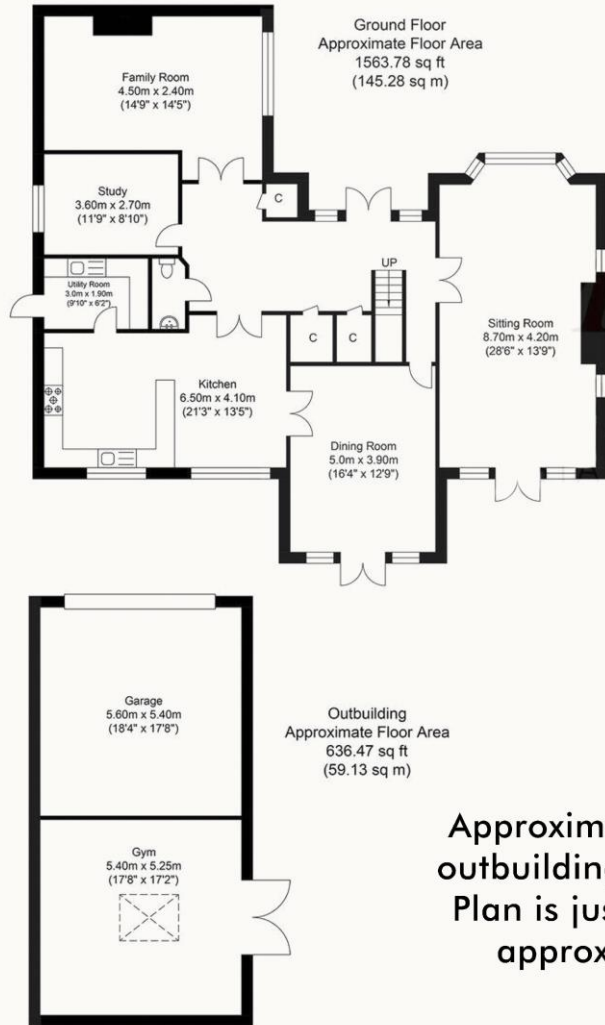 Ground Floor
Approximate Floor Area
1563.78 sq ft
(145.28 sq m)
Family Room
4.50m x 2.40m
(14'9" x 14'5")
Study
3.60m x 2.70m
(11'9" x 8'10")
C
Utility Room
3.0m x 1.90m
(9'10" x 6'2")
UP
Sitting Room
8.70m x 4.20m
(28'6" x 13'9")
C
C
Kitchen
6.50m x 4.10m
(21'3" x 13'5")
Dining Room
5.0m x 3.90m
(16'4" x 12'9")
Garage
5.60m x 5.40m
(18'4" x 17'8")
Outbuilding
Approximate Floor Area
636.47 sq ft
(59.13 sq m)
Gym
5.40m x 5.25m
(17'8" x 17'2")
Approxim
outbuilding
Plan is jus
approx